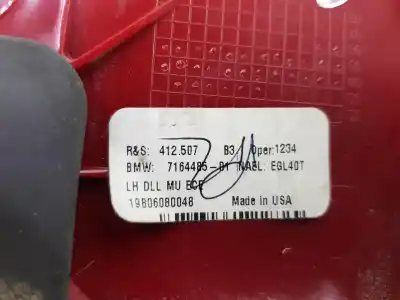 R&S: 412.507 B3 Oper:1234
BMW: 7164485-01 NAEL: EGL40T
LH DLL MU ECE
19806080048 Made in USA